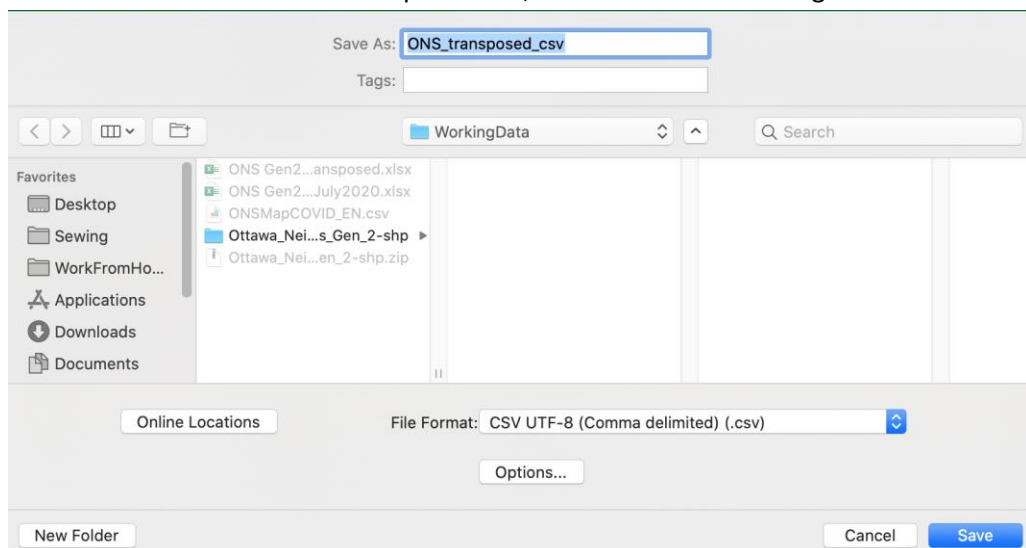 Save As: ONS_transposed_csv
Tags:
WorkingData
Search
Favorites
Desktop
Sewing
WorkFromHo...
Applications
Downloads
Documents
ONS Gen2...ansposed.xlsx
ONS Gen2...July2020.xlsx
ONSMapCOVID_EN.csv
Ottawa_Nei...s_Gen_2-shp
Ottawa_Nei...en_2-shp.zip
Online Locations
File Format: CSV UTF-8 (Comma delimited) (.csv)
Options...
New Folder
Cancel
Save